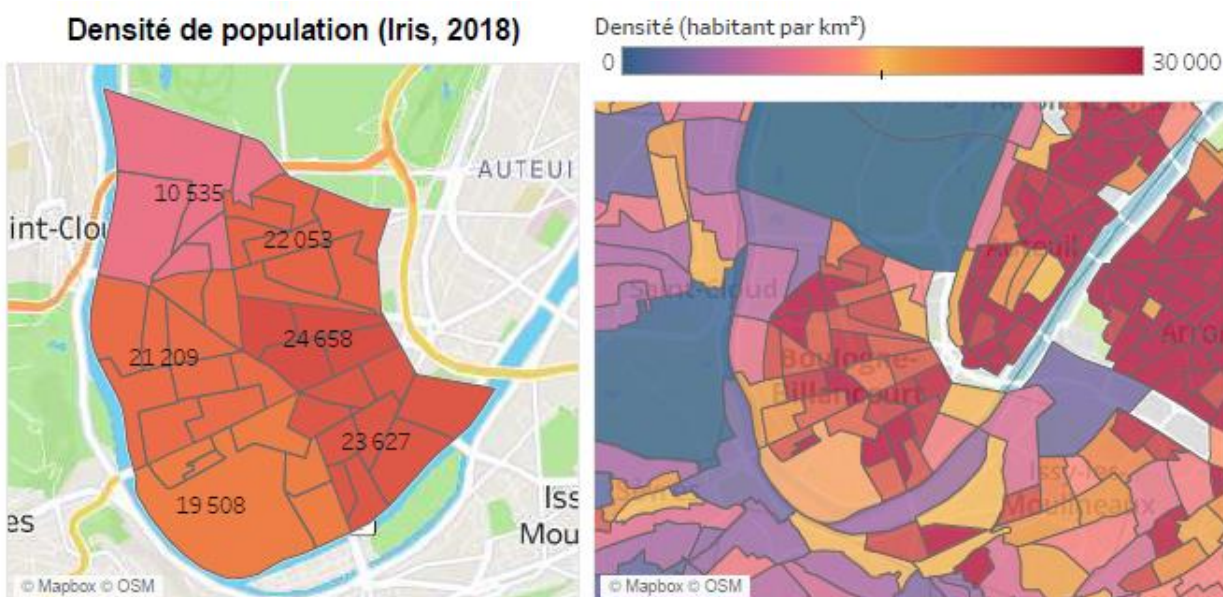 Densité de population (Iris, 2018)
Densité (habitant par km²)
0
30 000
AUTEUI
10 535
int-Clou
22 053
24 658
21 209
23 627
19 508
Iss
Mou
es
© Mapbox © OSM
Auteuil
Saint-cloud
Arro
Boulogne-
Billancourt
Issy-les-
Moulineaux
© Mapbox © OSM